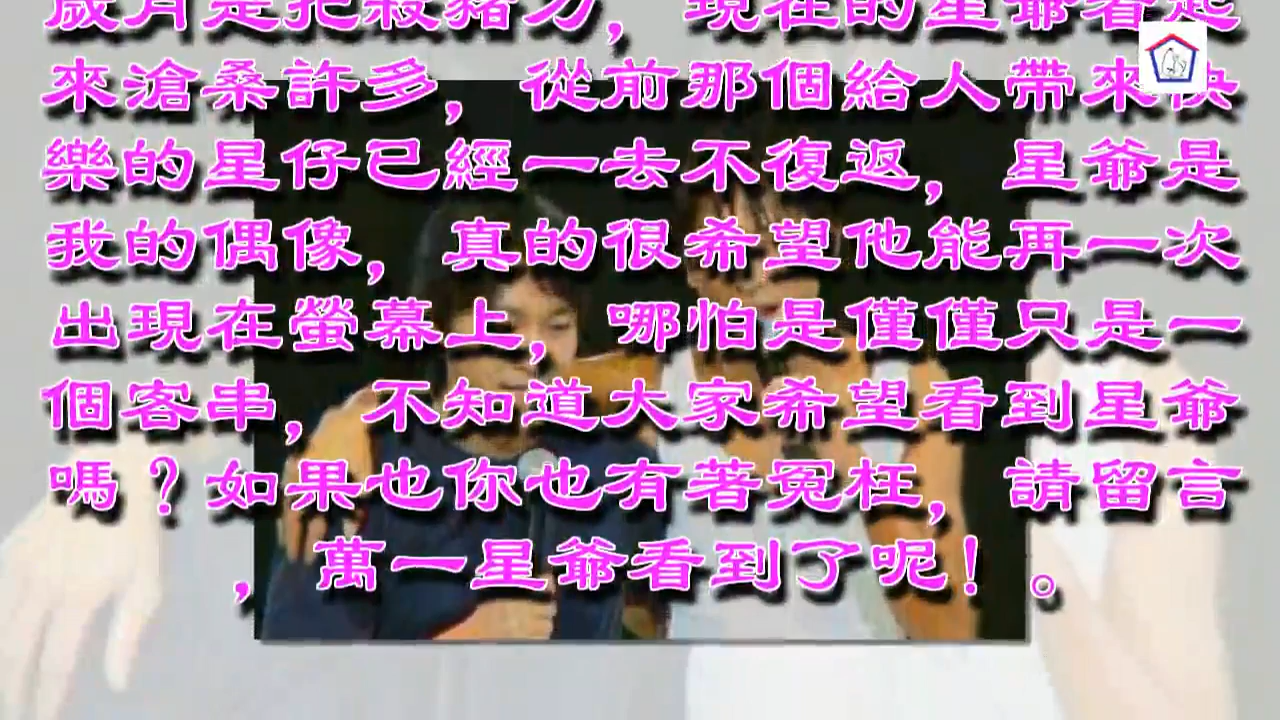 歲月是把殺豬刀，現在的星爺看起
來滄桑許多，從前那個給人帶來快
樂的星仔已經一去不復返，星爺是
我的偶像，真的很希望他能再一次
出現在螢幕上，哪怕是僅僅只是一
個客串，不知道大家希望看到星爺
嗎？如果也你也有著冤枉，請留言
，萬一星爺看到了呢！。